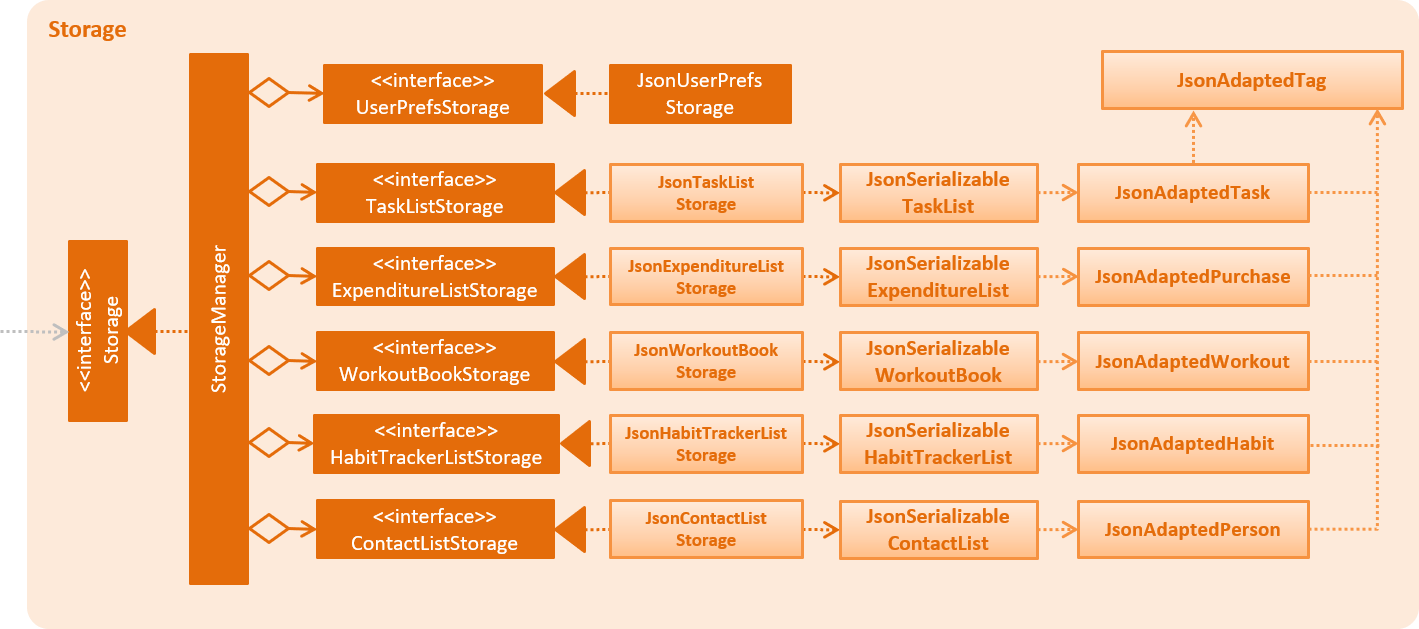 Storage
<<interface>>
Storage
StorageManager
<<interface>>
UserPrefsStorage
JsonUserPrefs
Storage
JsonAdaptedTag
<<interface>>
TaskListStorage
JsonTaskList
Storage
JsonSerializable
TaskList
JsonAdaptedTask
<<interface>>
ExpenditureListStorage
JsonExpenditureList
Storage
JsonSerializable
ExpenditureList
JsonAdaptedPurchase
<<interface>>
WorkoutBookStorage
JsonWorkoutBook
Storage
JsonSerializable
WorkoutBook
JsonAdaptedWorkout
<<interface>>
HabitTrackerListStorage
JsonHabitTrackerList
Storage
JsonSerializable
HabitTrackerList
JsonAdaptedHabit
<<interface>>
ContactListStorage
JsonContactList
Storage
JsonSerializable
ContactList
JsonAdaptedPerson